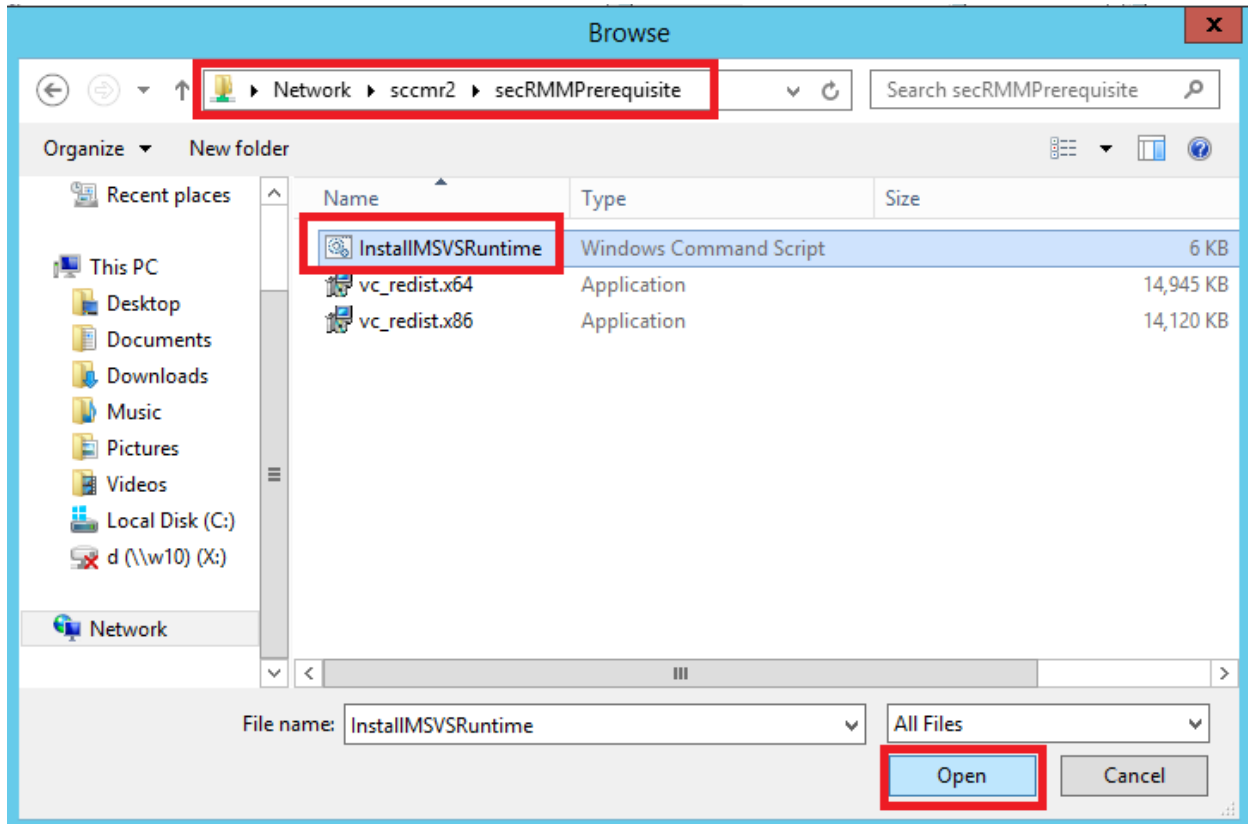 Browse
x
Network sccmr2 secRMMPrerequisite
Search secRMMPrerequisite
Organize
New folder
Recent places
This PC
Desktop
Documents
Downloads
Music
Pictures
Videos
Local Disk (C:)
d (\\w10) (X:)
Network
Name Type Size
InstallMSVSRuntime Windows Command Script 6 KB
vc_redist.x64 Application 14,945 KB
vc_redist.x86 Application 14,120 KB
File name: InstallMSVSRuntime
All Files
Open
Cancel